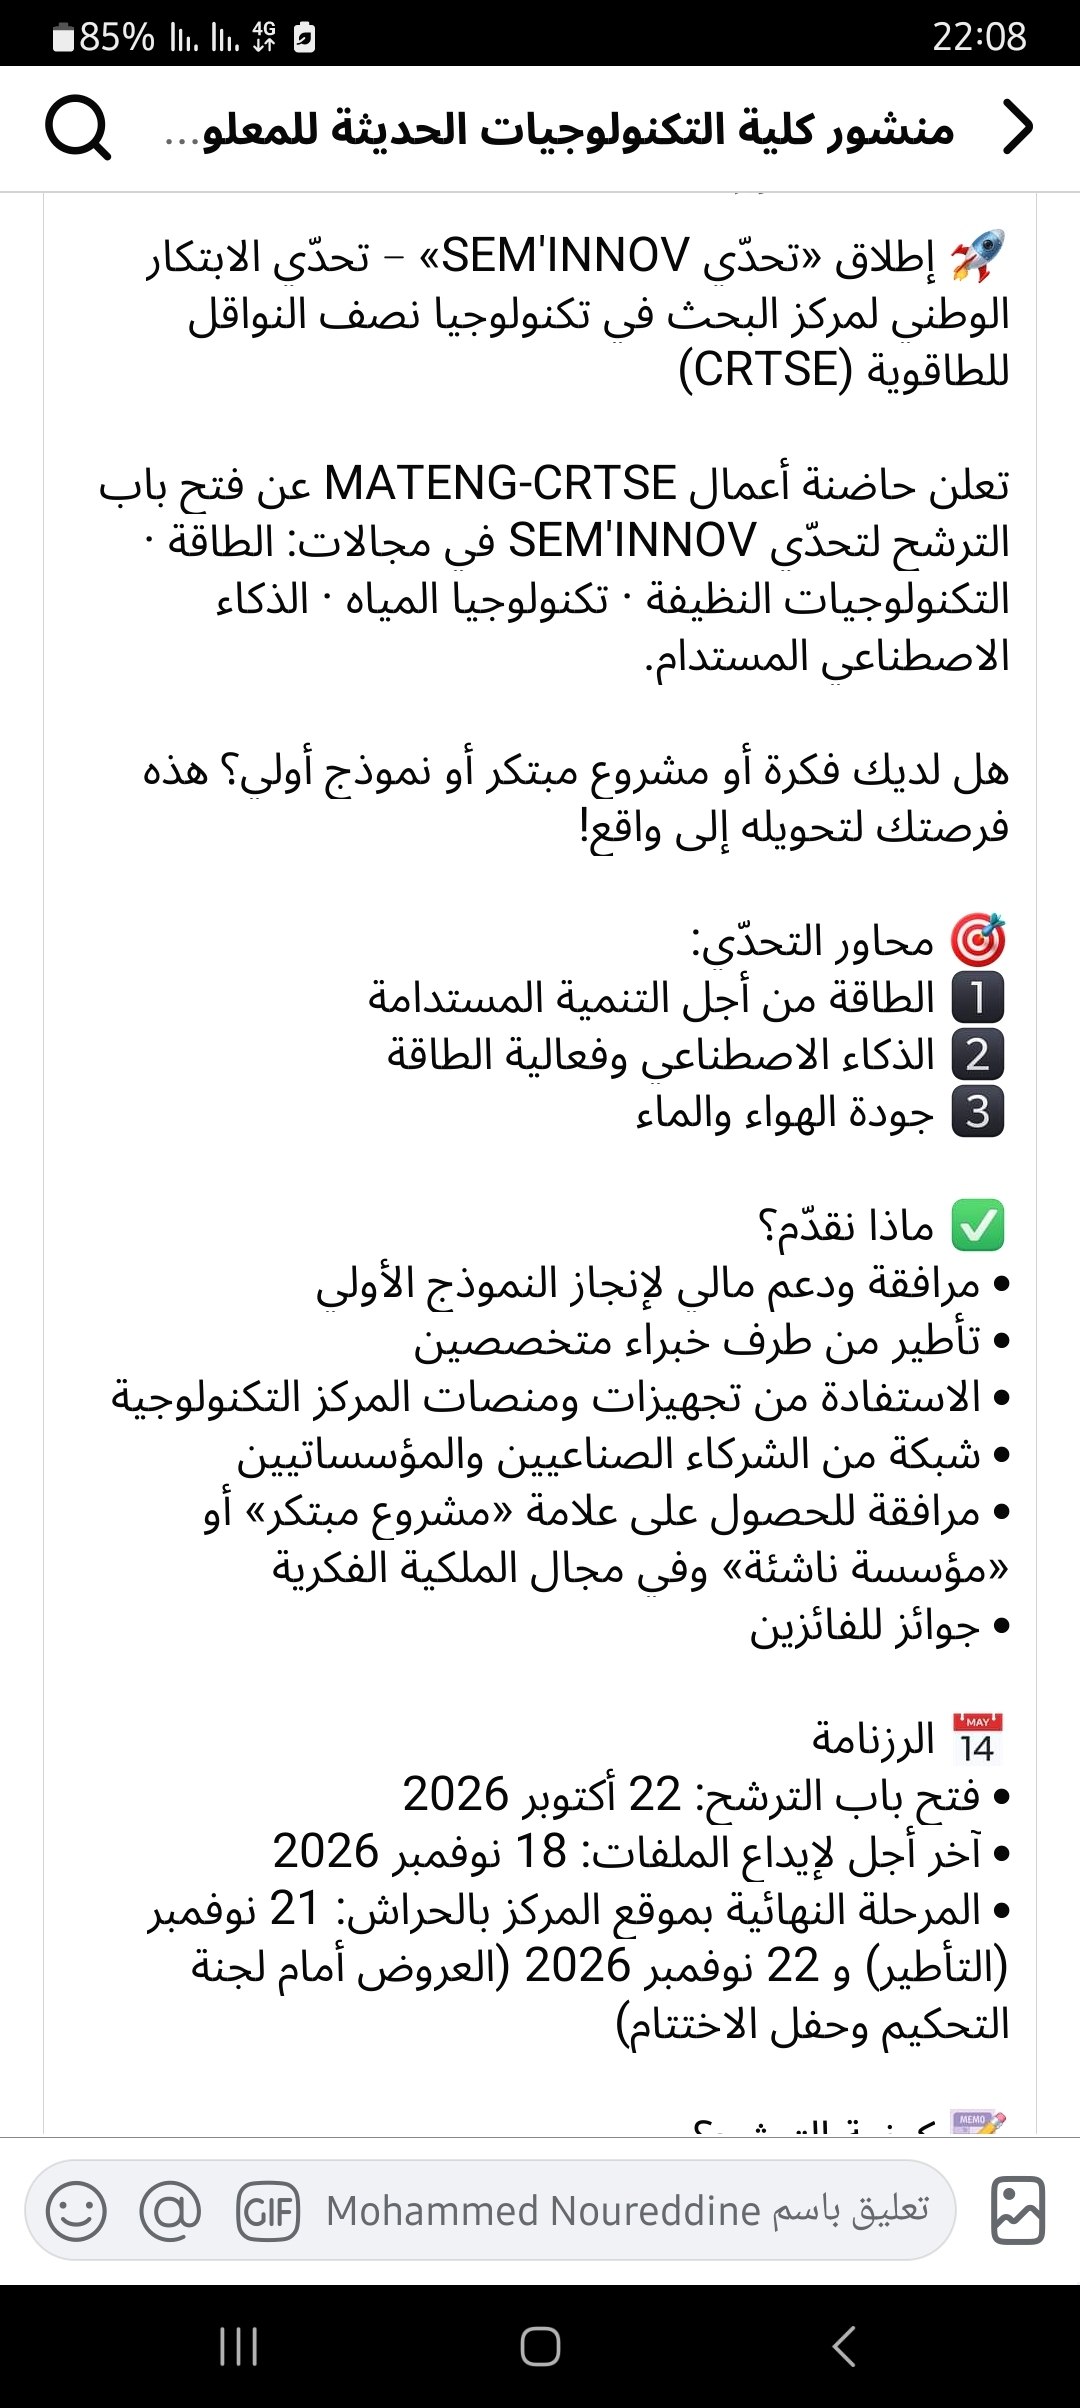 85% 4G 22:08
منشور كلية التكنولوجيات الحديثة للمعلو...
🚀 إطلاق «تحدّي SEM'INNOV» – تحدّي الابتكار
الوطني لمركز البحث في تكنولوجيا نصف النواقل
للطاقوية (CRTSE)
تعلن حاضنة أعمال MATENG-CRTSE عن فتح باب
الترشح لتحدّي SEM'INNOV في مجالات: الطاقة ·
التكنولوجيات النظيفة · تكنولوجيا المياه · الذكاء
الاصطناعي المستدام.
هل لديك فكرة أو مشروع مبتكر أو نموذج أولي؟ هذه
فرصتك لتحويله إلى واقع!
🎯 محاور التحدّي:
1️⃣ الطاقة من أجل التنمية المستدامة
2️⃣ الذكاء الاصطناعي وفعالية الطاقة
3️⃣ جودة الهواء والماء
✅ ماذا نقدّم؟
• مرافقة ودعم مالي لإنجاز النموذج الأولي
• تأطير من طرف خبراء متخصصين
• الاستفادة من تجهيزات ومنصات المركز التكنولوجية
• شبكة من الشركاء الصناعيين والمؤسساتيين
• مرافقة للحصول على علامة «مشروع مبتكر» أو
«مؤسسة ناشئة» وفي مجال الملكية الفكرية
• جوائز للفائزين
📅 الرزنامة
• فتح باب الترشح: 22 أكتوبر 2026
• آخر أجل لإيداع الملفات: 18 نوفمبر 2026
• المرحلة النهائية بموقع المركز بالحراش: 21 نوفمبر
(التأطير) و 22 نوفمبر 2026 (العروض أمام لجنة
التحكيم وحفل الاختتام)
📝 كيفية الترشح؟
تعليق باسم Mohammed Noureddine
GIF